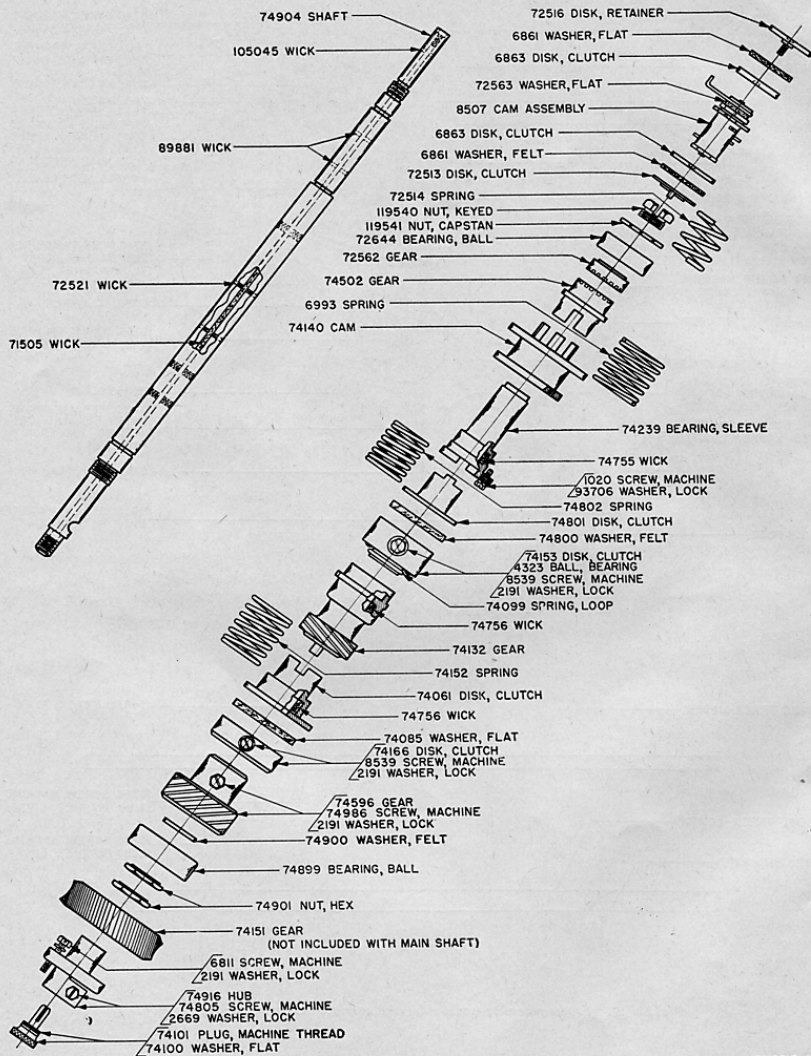 74904 SHAFT
105045 WICK
89881 WICK
72521 WICK
71505 WICK
72516 DISK, RETAINER
6861 WASHER, FLAT
6863 DISK, CLUTCH
72563 WASHER, FLAT
8507 CAM ASSEMBLY
6863 DISK, CLUTCH
6861 WASHER, FELT
72513 DISK, CLUTCH
72514 SPRING
119540 NUT, KEYED
119541 NUT, CAPSTAN
72644 BEARING, BALL
72562 GEAR
74502 GEAR
6993 SPRING
74140 CAM
74239 BEARING, SLEEVE
74755 WICK
1020 SCREW, MACHINE
93706 WASHER, LOCK
74802 SPRING
74801 DISK, CLUTCH
74800 WASHER, FELT
74153 DISK, CLUTCH
4323 BALL, BEARING
8539 SCREW, MACHINE
2191 WASHER, LOCK
74099 SPRING, LOOP
74756 WICK
74132 GEAR
74152 SPRING
74061 DISK, CLUTCH
74756 WICK
74085 WASHER, FLAT
74166 DISK, CLUTCH
8539 SCREW, MACHINE
2191 WASHER, LOCK
74596 GEAR
74986 SCREW, MACHINE
2191 WASHER, LOCK
74900 WASHER, FELT
74899 BEARING, BALL
74901 NUT, HEX
74151 GEAR
(NOT INCLUDED WITH MAIN SHAFT)
6811 SCREW, MACHINE
2191 WASHER, LOCK
74916 HUB
74805 SCREW, MACHINE
2669 WASHER, LOCK
74101 PLUG, MACHINE THREAD
74100 WASHER, FLAT